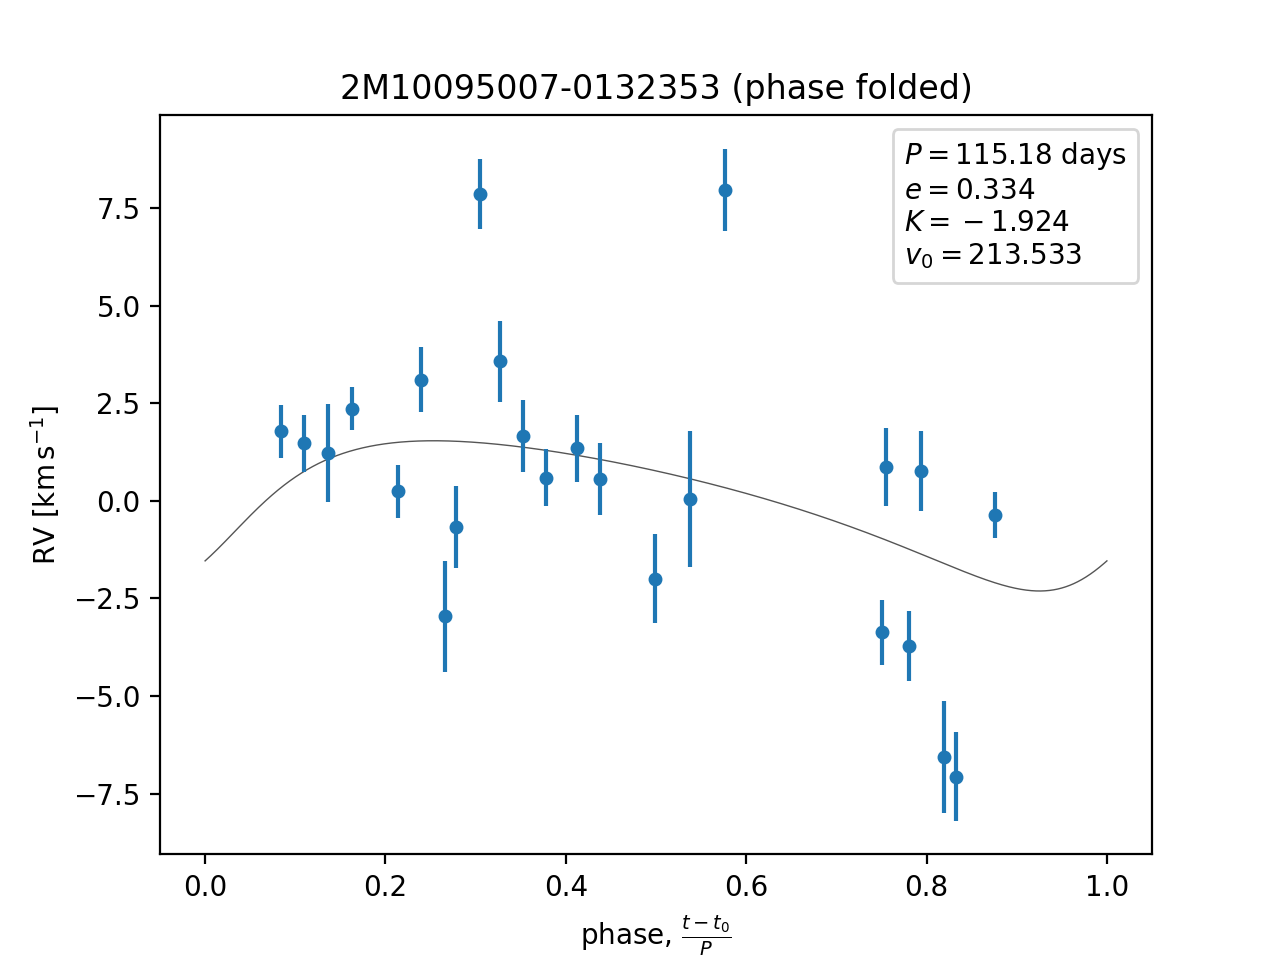 2M10095007-0132353 (phase folded)
P = 115.18 days
e = 0.334
K = − 1.924
v₀ = 213.533
7.5
5.0
2.5
0.0
−2.5
−5.0
−7.5
RV [km s⁻¹]
0.0 0.2 0.4 0.6 0.8 1.0
phase, (t − t₀)/P